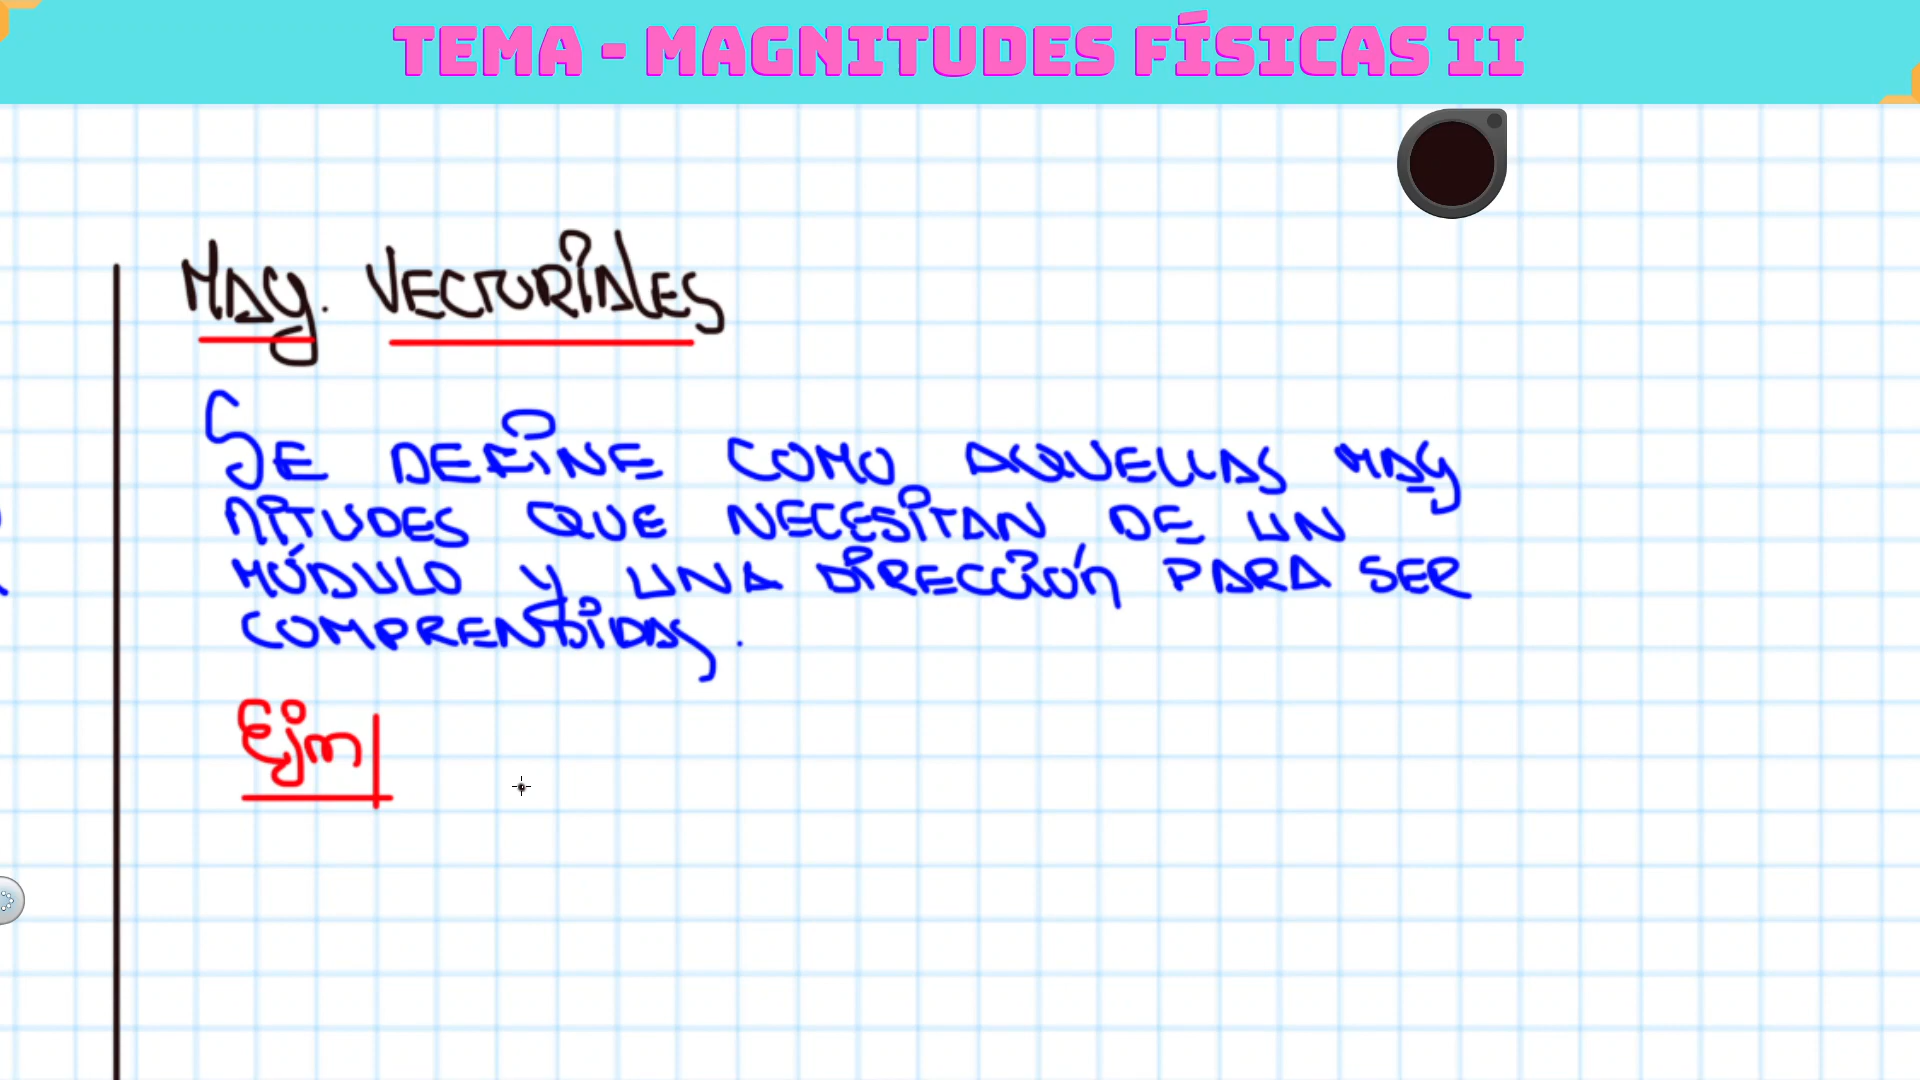 TEMA - MAGNITUDES FÍSICAS II
MAg. VECTORIALES
SE DEFINE COMO AQUELLAS MAG
NITUDES QUE NECESITAN DE UN
MÓDULO Y UNA DIRECCIÓN PARA SER
COMPRENDIDAS.
Ejm